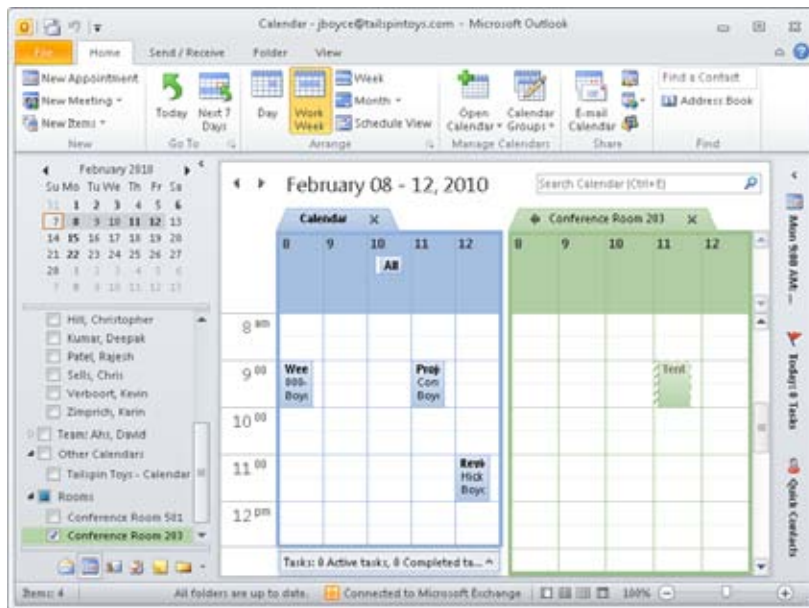 Calendar - jboyce@tailspintoys.com - Microsoft Outlook
File Home Send / Receive Folder View
New Appointment
New Meeting
New Items
New
Today
Next 7 Days
Go To
Day
Work Week
Week
Month
Schedule View
Arrange
Open Calendar
Calendar Groups
Manage Calendars
E-mail Calendar
Share
Find a Contact
Address Book
Find
February 2010
Su Mo Tu We Th Fr Sa
31 1 2 3 4 5 6
7 8 9 10 11 12 13
14 15 16 17 18 19 20
21 22 23 24 25 26 27
28 1 2 3 4 5 6
7 8 9 10 11 12 13
Hill, Christopher
Kumar, Deepak
Patel, Rajesh
Sells, Chris
Verboort, Kevin
Zimprich, Karin
Team: Ahs, David
Other Calendars
Tailspin Toys - Calendar
Rooms
Conference Room 501
Conference Room 203
February 08 - 12, 2010
Search Calendar (Ctrl+E)
Calendar
Conference Room 203
8 9 10 11 12
All
8 9 10 11 12
8 am
9 00
10 00
11 00
12 pm
Wee
Boyc
Proj
Con
Boyc
Hick
Boyc
Tent
Tasks: 0 Active tasks, 0 Completed ta...
Mon 9:00 AM: ...
Today: 0 Tasks
Quick Contacts
Items: 4
All folders are up to date.
Connected to Microsoft Exchange
100%